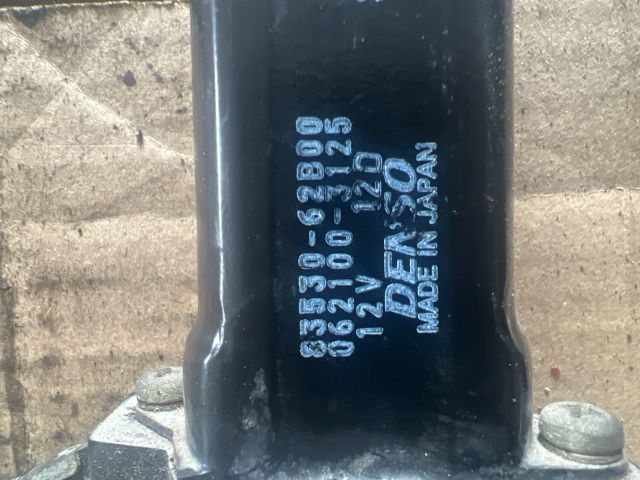 83530-62B00
062100-3125
12V 12D
DENSO
MADE IN JAPAN